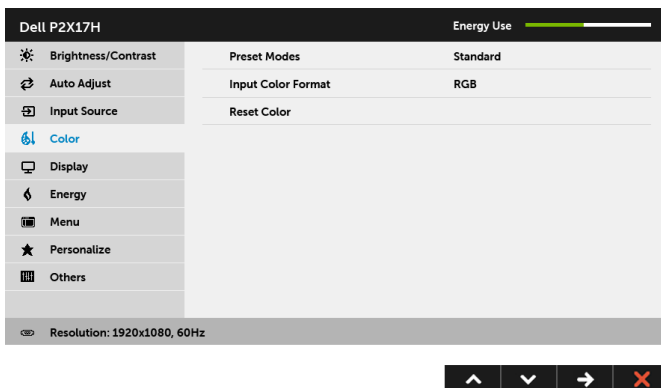 Dell P2X17H
Energy Use
Brightness/Contrast
Preset Modes
Standard
Auto Adjust
Input Color Format
RGB
Input Source
Reset Color
Color
Display
Energy
Menu
Personalize
Others
Resolution: 1920x1080, 60Hz